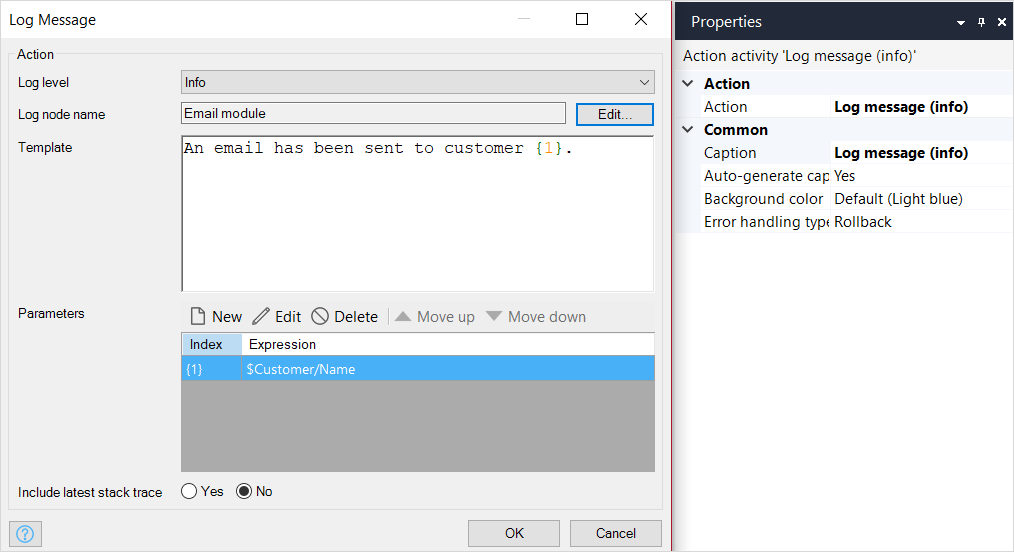 Log Message
Action
Log level
Info
Log node name
Email module
Edit...
Template
An email has been sent to customer {1}.
Parameters
New Edit Delete Move up Move down
Index Expression
{1} $Customer/Name
Include latest stack trace
Yes No
?
OK Cancel
Properties
Action activity 'Log message (info)'
Action
Action Log message (info)
Common
Caption Log message (info)
Auto-generate cap Yes
Background color Default (Light blue)
Error handling type Rollback